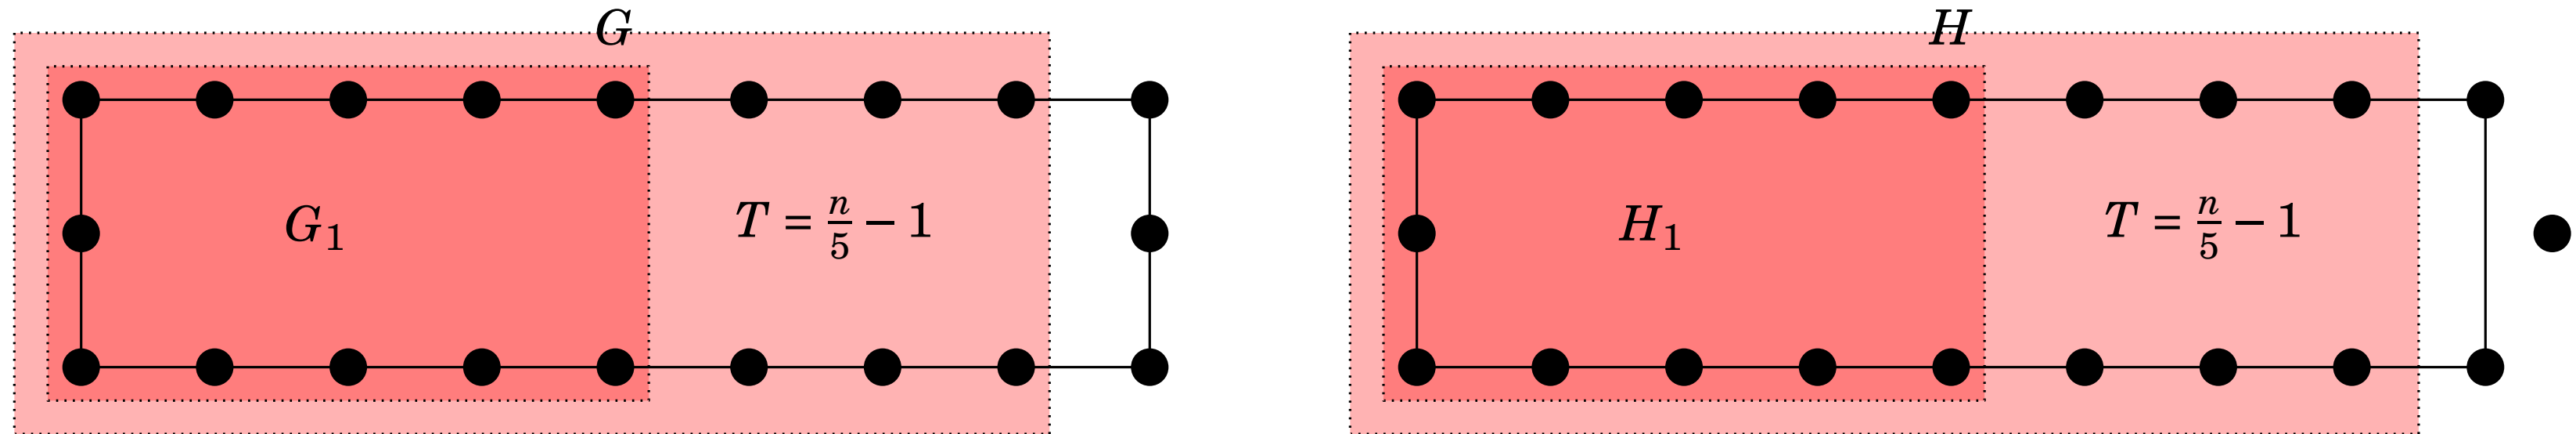 G
H
G₁
T = n/5 − 1
H₁
T = n/5 − 1